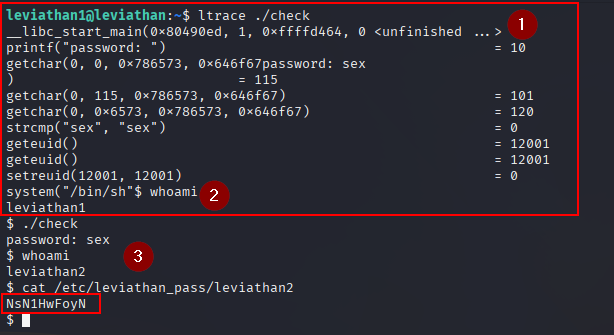 leviathan1@leviathan:~$ ltrace ./check
__libc_start_main(0×80490ed, 1, 0×ffffd464, 0 <unfinished ...>
printf("password: ") = 10
getchar(0, 0, 0×786573, 0×646f67password: sex
) = 115
getchar(0, 115, 0×786573, 0×646f67) = 101
getchar(0, 0×6573, 0×786573, 0×646f67) = 120
strcmp("sex", "sex") = 0
geteuid() = 12001
geteuid() = 12001
setreuid(12001, 12001) = 0
system("/bin/sh"$ whoami
leviathan1
$ ./check
password: sex
$ whoami
leviathan2
$ cat /etc/leviathan_pass/leviathan2
NsN1HwFoyN
$
1
2
3